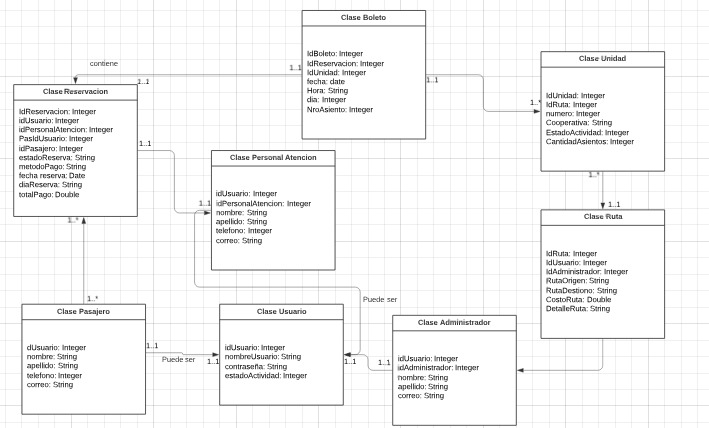 Clase Boleto
IdBoleto: Integer
IdReservacion: Integer
IdUnidad: Integer
fecha: date
Hora: String
dia: Integer
NroAsiento: Integer
contiene
1..1
1..1
1..1
Clase Unidad
IdUnidad: Integer
IdRuta: Integer
numero: Integer
Cooperativa: String
EstadoActividad: Integer
CantidadAsientos: Integer
1..*
1..*
1..1
Clase Reservacion
IdReservacion: Integer
idUsuario: Integer
idPersonalAtencion: Integer
PasIdUsuario: Integer
idPasajero: Integer
estadoReserva: String
metodoPago: String
fecha reserva: Date
diaReserva: String
totalPago: Double
1..1
1..*
Clase Personal Atencion
idUsuario: Integer
idPersonalAtencion: Integer
nombre: String
apellido: String
telefono: Integer
correo: String
1..1
Clase Ruta
IdRuta: Integer
IdUsuario: Integer
IdAdministrador: Integer
RutaOrigen: String
RutaDestiono: String
CostoRuta: Double
DetalleRuta: String
1..*
Clase Pasajero
dUsuario: Integer
nombre: String
apellido: String
telefono: Integer
correo: String
1..1
Puede ser
1..1
Clase Usuario
idUsuario: Integer
nombreUsuario: String
contraseña: String
estadoActividad: Integer
Puede ser
1..1
1..1
Clase Administrador
idUsuario: Integer
idAdministrador: Integer
nombre: String
apellido: String
correo: String